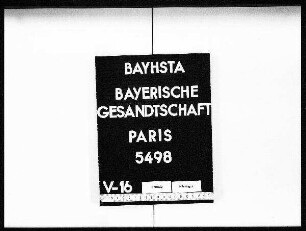 BAYHSTA
BAYERISCHE
GESANDTSCHAFT
PARIS
5498
V-16